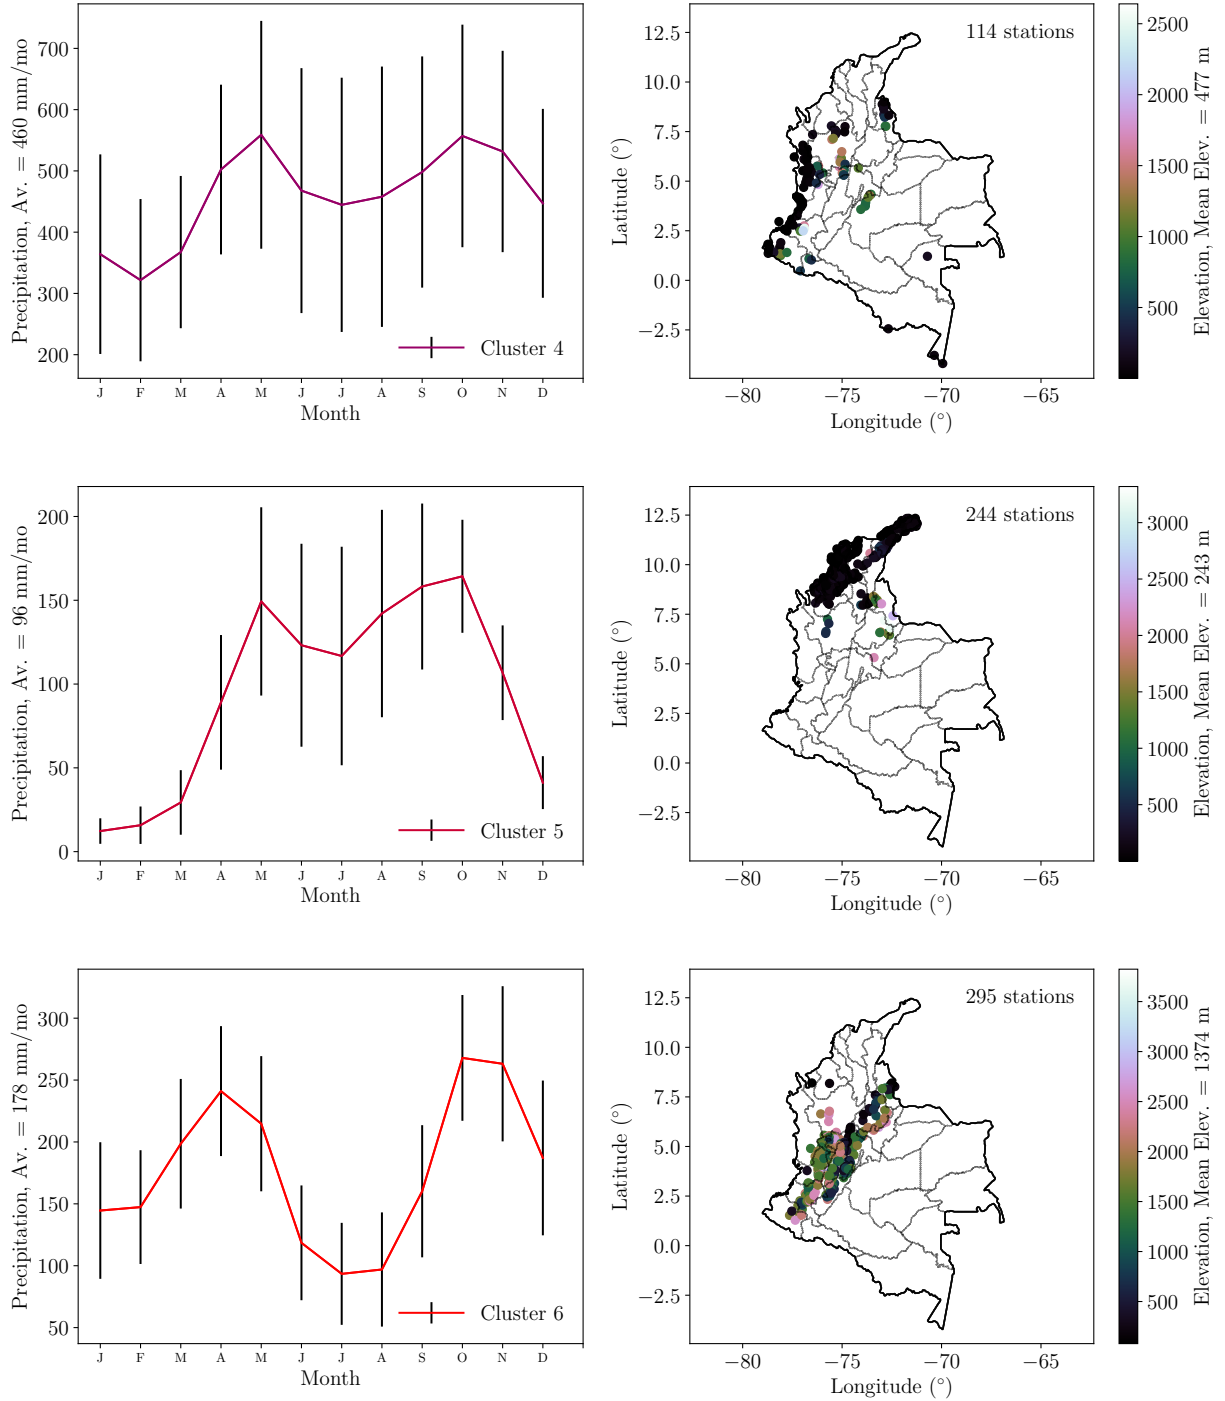 Precipitation, Av. = 460 mm/mo
700
600
500
400
300
200
J F M A M J J A S O N D
Month
Cluster 4
114 stations
Latitude (°)
12.5
10.0
7.5
5.0
2.5
0.0
−2.5
−80 −75 −70 −65
Longitude (°)
2500
2000
1500
1000
500
Elevation, Mean Elev. = 477 m
Precipitation, Av. = 96 mm/mo
200
150
100
50
0
J F M A M J J A S O N D
Month
Cluster 5
244 stations
Latitude (°)
12.5
10.0
7.5
5.0
2.5
0.0
−2.5
−80 −75 −70 −65
Longitude (°)
3000
2500
2000
1500
1000
500
Elevation, Mean Elev. = 243 m
Precipitation, Av. = 178 mm/mo
300
250
200
150
100
50
J F M A M J J A S O N D
Month
Cluster 6
295 stations
Latitude (°)
12.5
10.0
7.5
5.0
2.5
0.0
−2.5
−80 −75 −70 −65
Longitude (°)
3500
3000
2500
2000
1500
1000
500
Elevation, Mean Elev. = 1374 m